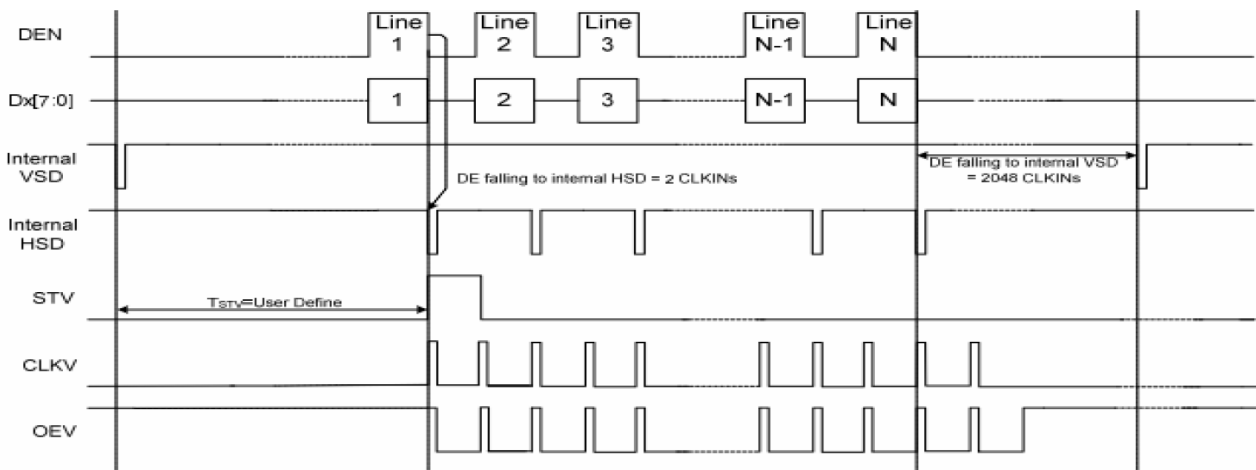 DEN
Line
1
Line
2
Line
3
Line
N-1
Line
N
Dx[7:0]
1
2
3
N-1
N
Internal
VSD
DE falling to internal HSD = 2 CLKINs
DE falling to internal VSD
= 2048 CLKINs
Internal
HSD
STV
TSTV=User Define
CLKV
OEV